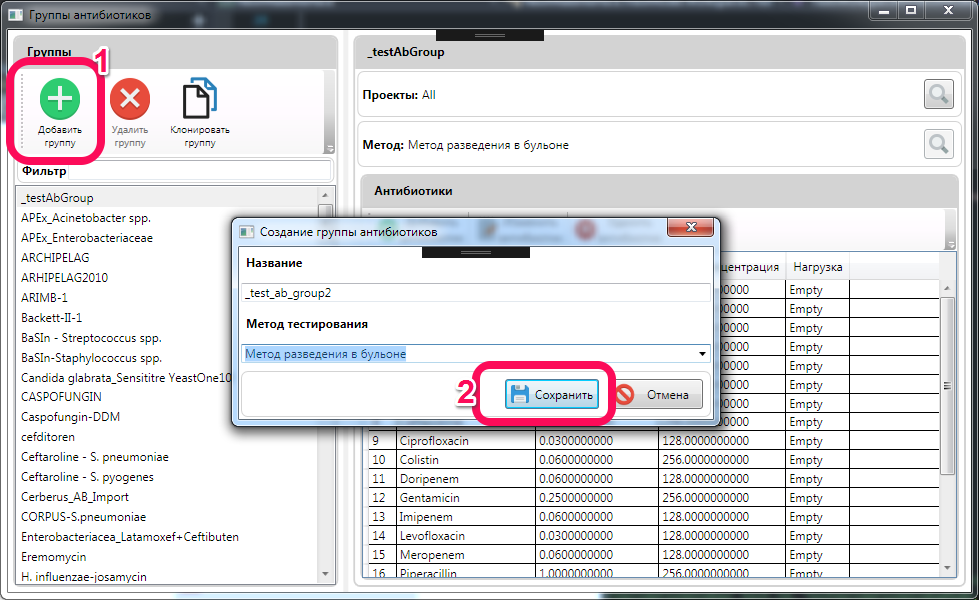 Группы антибиотиков
Группы
1
Добавить группу
Удалить группу
Клонировать группу
Фильтр
_testAbGroup
APEx_Acinetobacter spp.
APEx_Enterobacteriaceae
ARCHIPELAG
ARHIPELAG2010
ARIMB-1
Backett-II-1
BaSIn - Streptococcus spp.
BaSIn-Staphylococcus spp.
Candida glabrata_Sensititre YeastOne10
CASPOFUNGIN
Caspofungin-DDM
cefditoren
Ceftaroline - S. pneumoniae
Ceftaroline - S. pyogenes
Cerberus_AB_Import
CORPUS-S.pneumoniae
Enterobacteriacea_Latamoxef+Ceftibuten
Eremomycin
H. influenzae-josamycin
_testAbGroup
Проекты: All
Метод: Метод разведения в бульоне
Антибиотики
центрация Нагрузка
0000 Empty
0000 Empty
0000 Empty
0000 Empty
0000 Empty
0000 Empty
0000 Empty
Empty
9 Ciprofloxacin 0.0300000000 128.0000000000 Empty
10 Colistin 0.0600000000 256.0000000000 Empty
11 Doripenem 0.0600000000 128.0000000000 Empty
12 Gentamicin 0.2500000000 256.0000000000 Empty
13 Imipenem 0.0600000000 128.0000000000 Empty
14 Levofloxacin 0.0300000000 128.0000000000 Empty
15 Meropenem 0.0600000000 128.0000000000 Empty
16 Piperacillin 1.0000000000 256.0000000000 Empty
Создание группы антибиотиков
Название
_test_ab_group2
Метод тестирования
Метод разведения в бульоне
2
Сохранить
Отмена